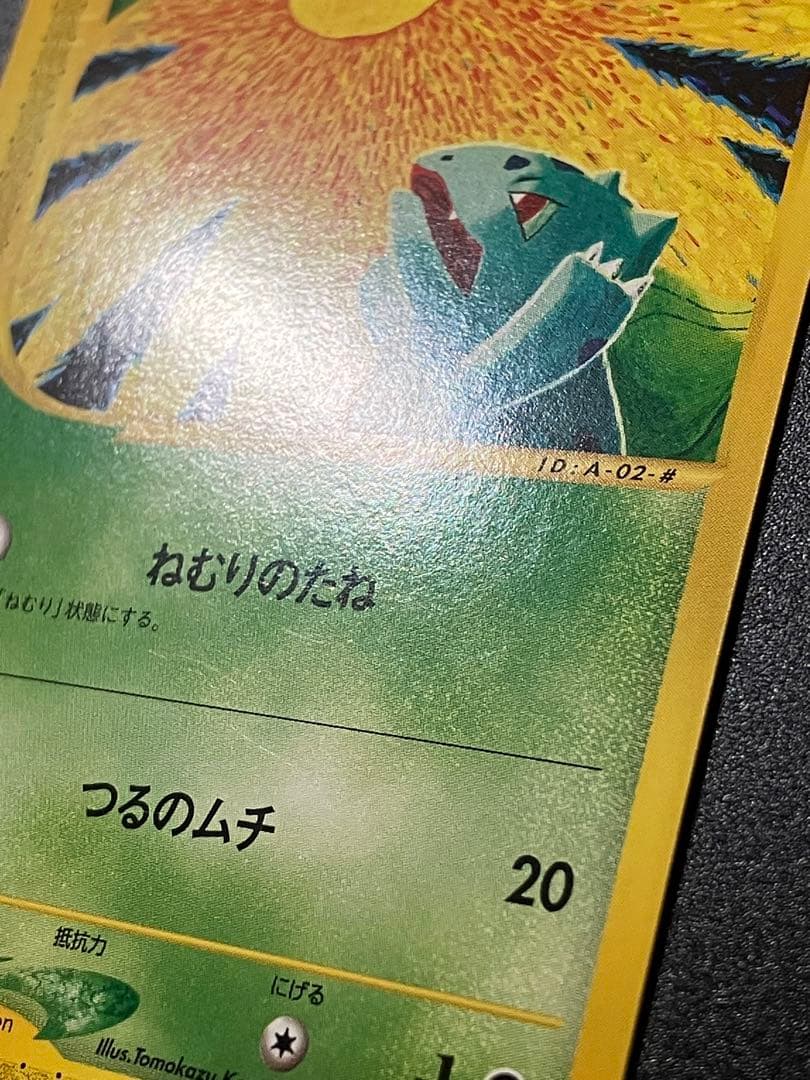 ID:A-02-#
ねむりのたね
「ねむり」状態にする。
つるのムチ
20
抵抗力
にげる
Illus.Tomokazu